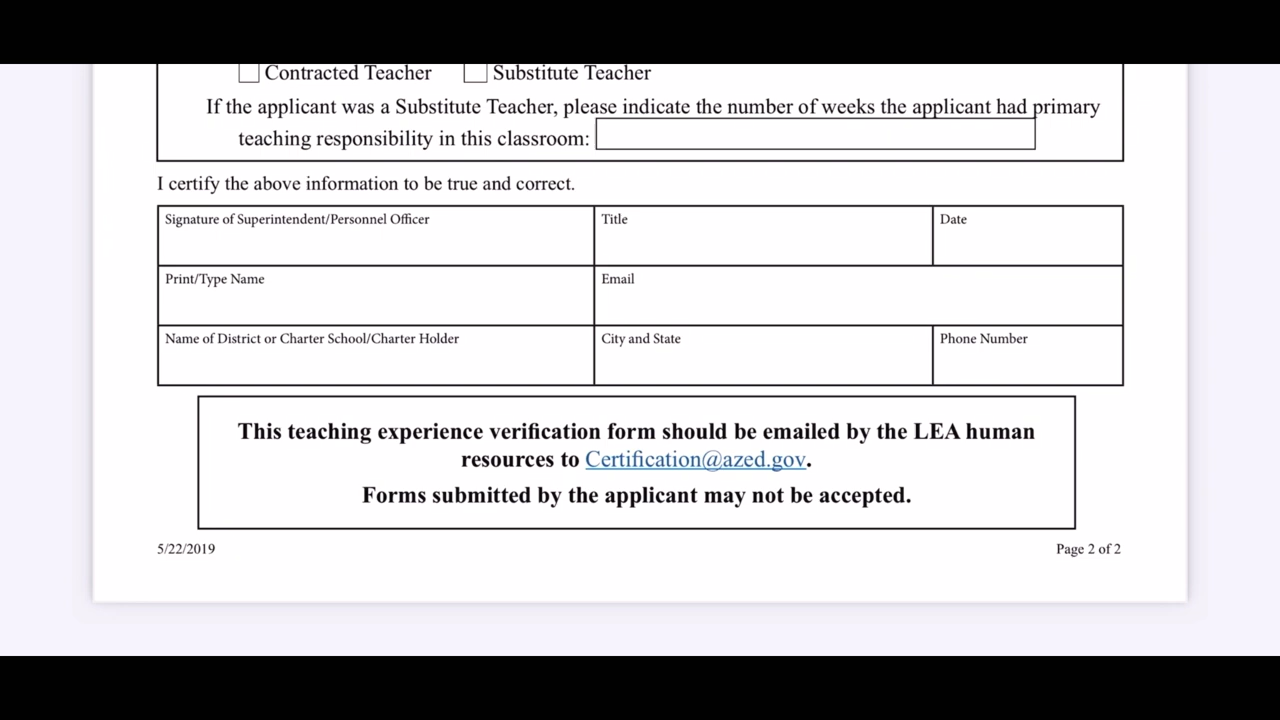 Contracted Teacher Substitute Teacher
If the applicant was a Substitute Teacher, please indicate the number of weeks the applicant had primary
teaching responsibility in this classroom:
I certify the above information to be true and correct.
Signature of Superintendent/Personnel Officer Title Date
Print/Type Name Email
Name of District or Charter School/Charter Holder City and State Phone Number
This teaching experience verification form should be emailed by the LEA human
resources to Certification@azed.gov.
Forms submitted by the applicant may not be accepted.
5/22/2019 Page 2 of 2